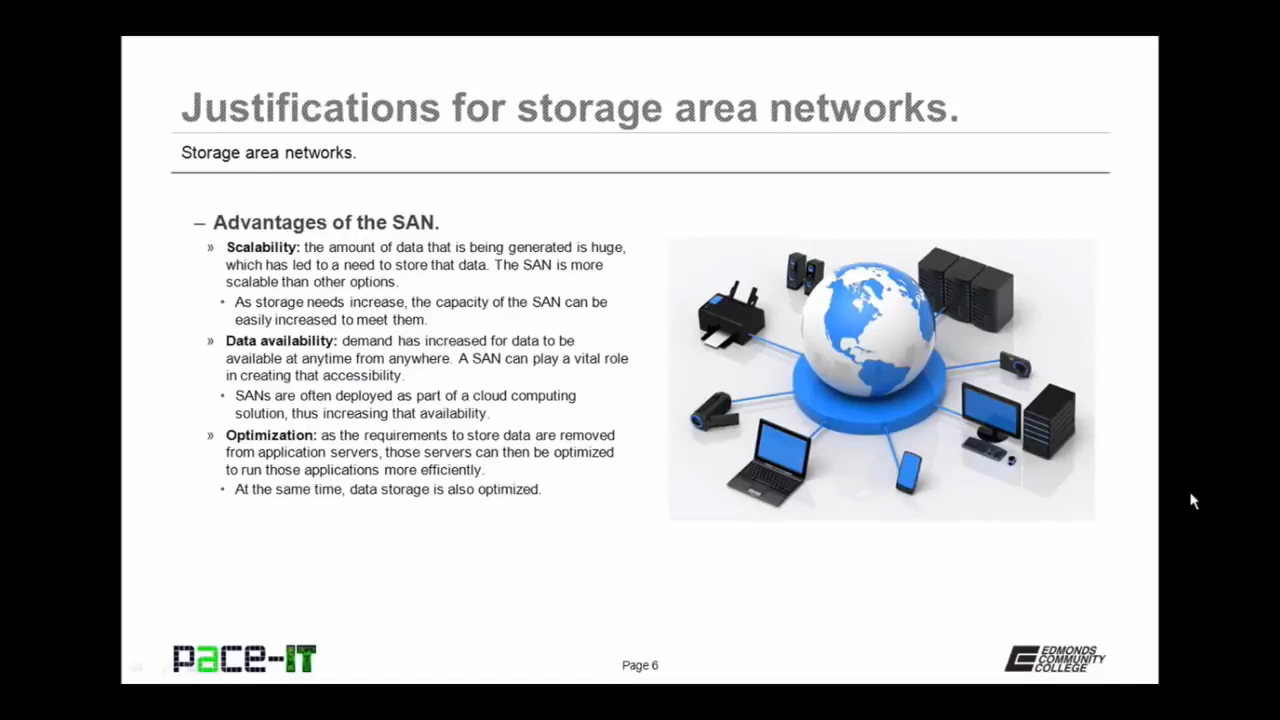 Justifications for storage area networks.
Storage area networks.
– Advantages of the SAN.
» Scalability: the amount of data that is being generated is huge,
which has led to a need to store that data. The SAN is more
scalable than other options.
• As storage needs increase, the capacity of the SAN can be
easily increased to meet them.
» Data availability: demand has increased for data to be
available at anytime from anywhere. A SAN can play a vital role
in creating that accessibility.
• SANs are often deployed as part of a cloud computing
solution, thus increasing that availability.
» Optimization: as the requirements to store data are removed
from application servers, those servers can then be optimized
to run those applications more efficiently.
• At the same time, data storage is also optimized.
pace-IT
Page 6
EDMONDS
COMMUNITY
COLLEGE